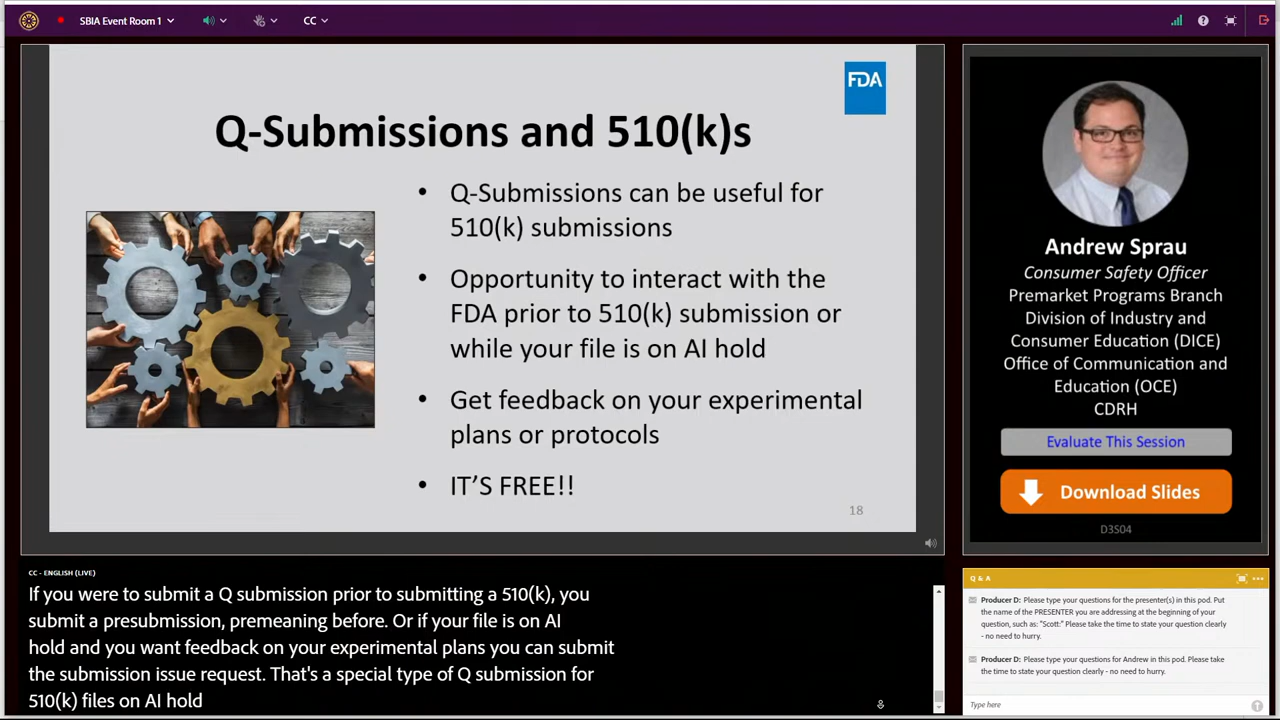 SBIA Event Room 1
CC
FDA
Q-Submissions and 510(k)s
• Q-Submissions can be useful for
510(k) submissions
• Opportunity to interact with the
FDA prior to 510(k) submission or
while your file is on AI hold
• Get feedback on your experimental
plans or protocols
• IT'S FREE!!
18
Andrew Sprau
Consumer Safety Officer
Premarket Programs Branch
Division of Industry and
Consumer Education (DICE)
Office of Communication and
Education (OCE)
CDRH
Evaluate This Session
Download Slides
D3S04
CC - ENGLISH (LIVE)
If you were to submit a Q submission prior to submitting a 510(k), you
submit a presubmission, premeaning before. Or if your file is on AI
hold and you want feedback on your experimental plans you can submit
the submission issue request. That's a special type of Q submission for
510(k) files on AI hold
Q & A
Producer D: Please type your questions for the presenter(s) in this pod. Put
the name of the PRESENTER you are addressing at the beginning of your
question, such as: "Scott:" Please take the time to state your question clearly
- no need to hurry.
Producer D: Please type your questions for Andrew in this pod. Please take
the time to state your question clearly - no need to hurry.
Type here